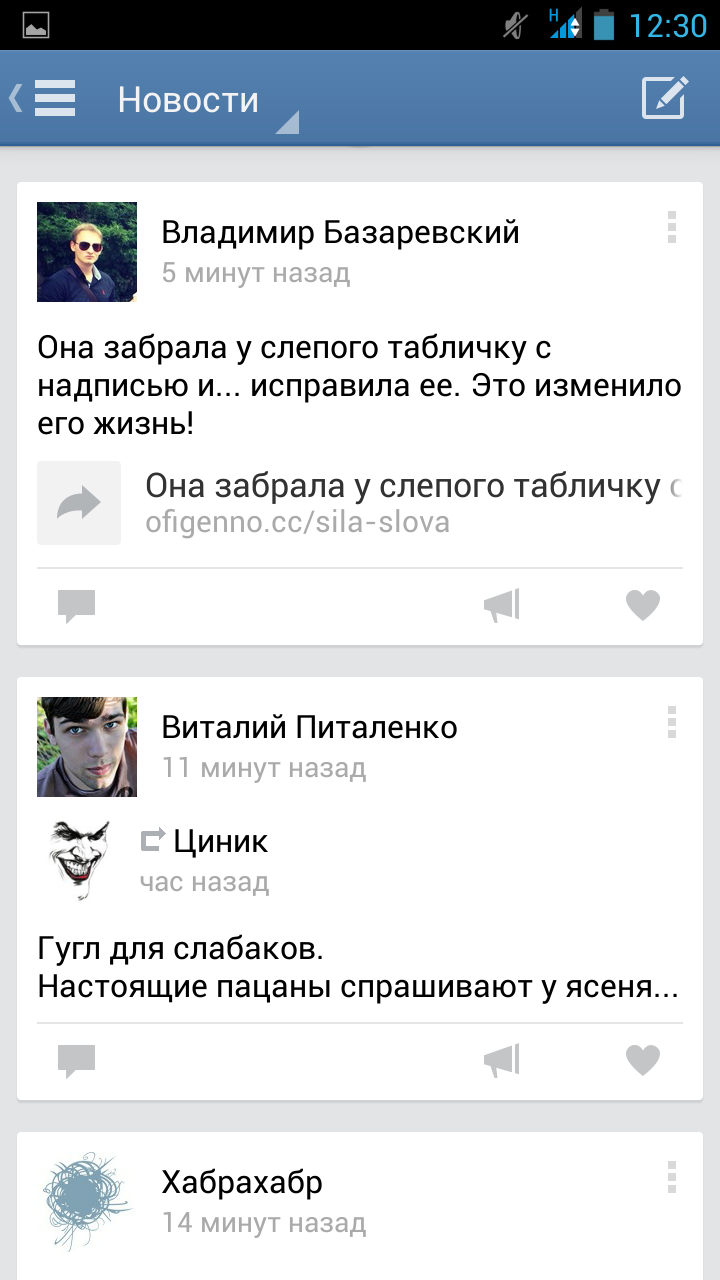 H 12:30
Новости
Владимир Базаревский
5 минут назад
Она забрала у слепого табличку с
надписью и... исправила ее. Это изменило
его жизнь!
Она забрала у слепого табличку с
ofigenno.cc/sila-slova
Виталий Питаленко
11 минут назад
Циник
час назад
Гугл для слабаков.
Настоящие пацаны спрашивают у ясеня...
Хабрахабр
14 минут назад